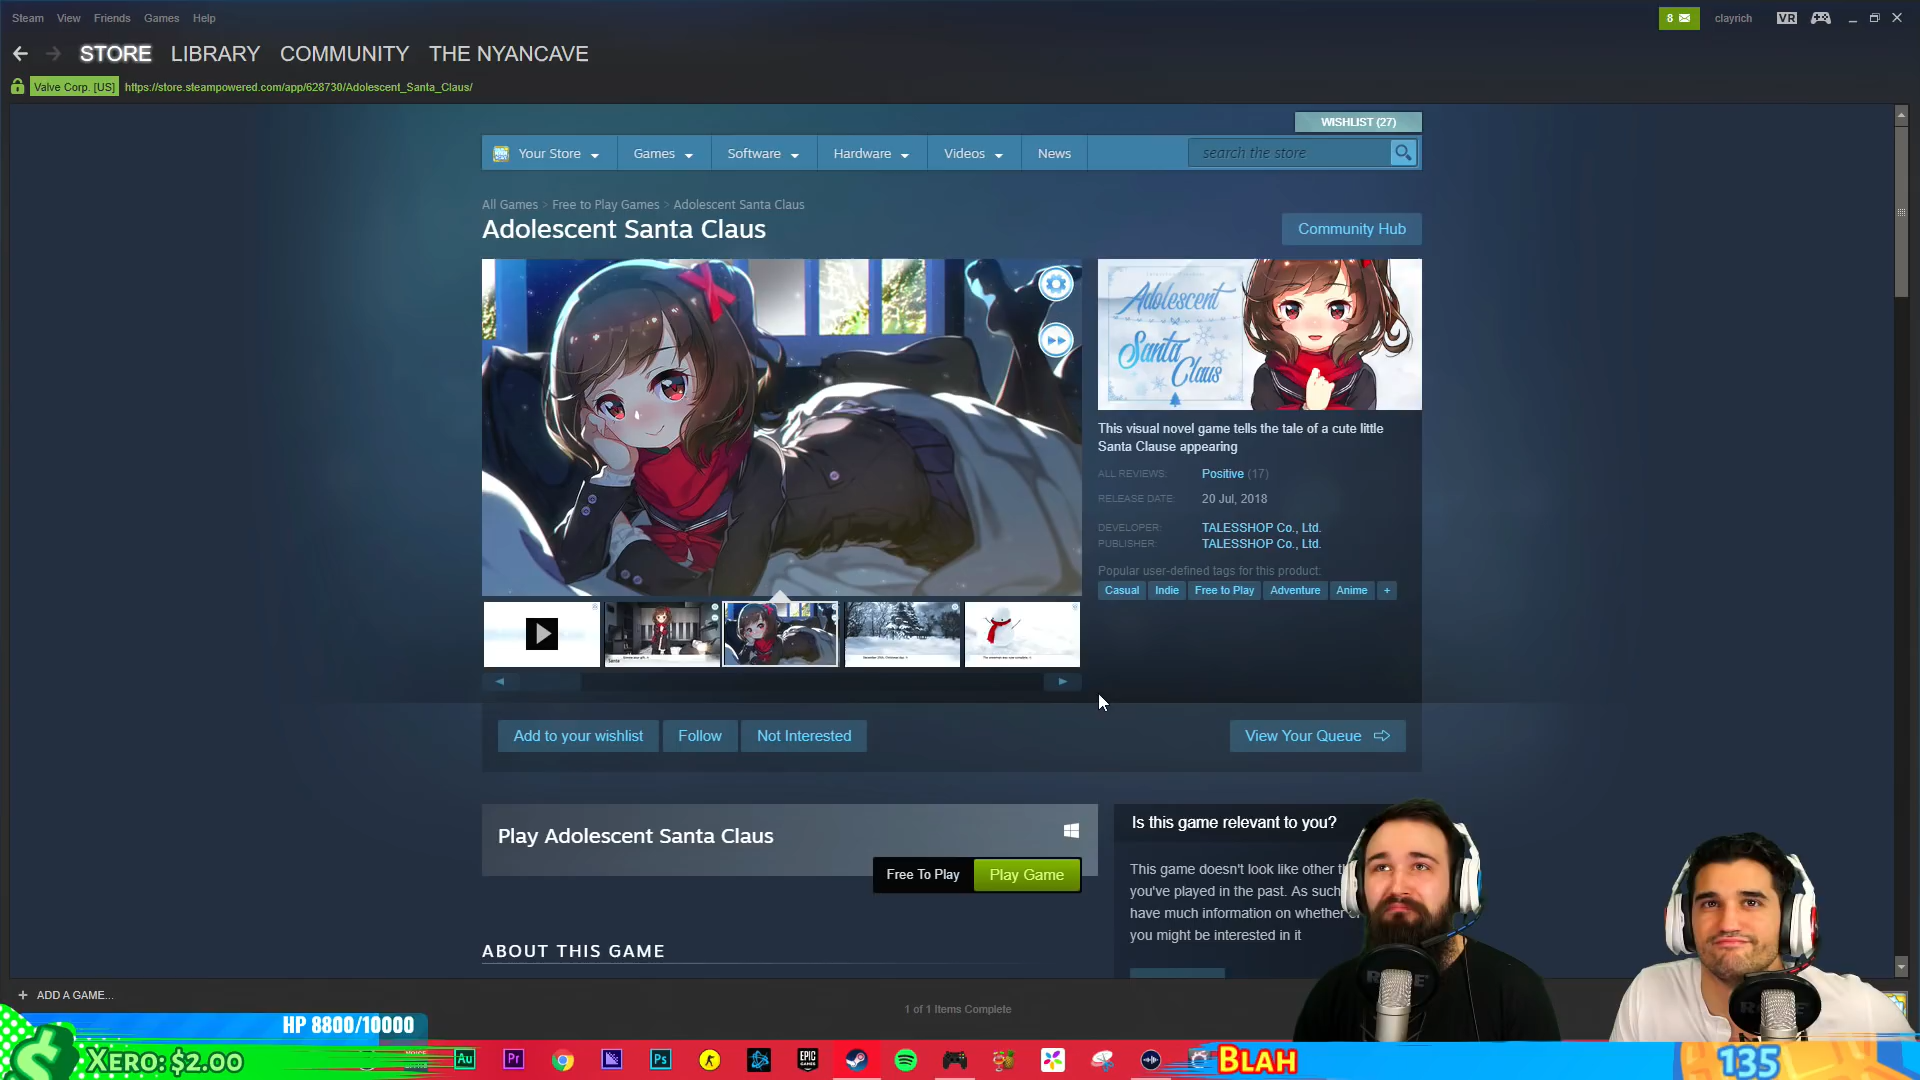 Steam View Friends Games Help
8
clayrich
VR
STORE LIBRARY COMMUNITY THE NYANCAVE
Valve Corp. [US] https://store.steampowered.com/app/628730/Adolescent_Santa_Claus/
WISHLIST (27)
Your Store Games Software Hardware Videos News
search the store
All Games > Free to Play Games > Adolescent Santa Claus
Adolescent Santa Claus
Community Hub
Adolescent
Santa
Claus
This visual novel game tells the tale of a cute little
Santa Clause appearing
ALL REVIEWS: Positive (17)
RELEASE DATE: 20 Jul, 2018
DEVELOPER: TALESSHOP Co., Ltd.
PUBLISHER: TALESSHOP Co., Ltd.
Popular user-defined tags for this product:
Casual Indie Free to Play Adventure Anime +
Add to your wishlist Follow Not Interested
View Your Queue
Play Adolescent Santa Claus
Free To Play Play Game
Is this game relevant to you?
This game doesn't look like other
you've played in the past. As such
have much information on whether
you might be interested in it
ABOUT THIS GAME
+ ADD A GAME...
1 of 1 Items Complete
HP 8800/10000
XERO: $2.00
Au Pr Ps EPIC GAMES
BLAH
135